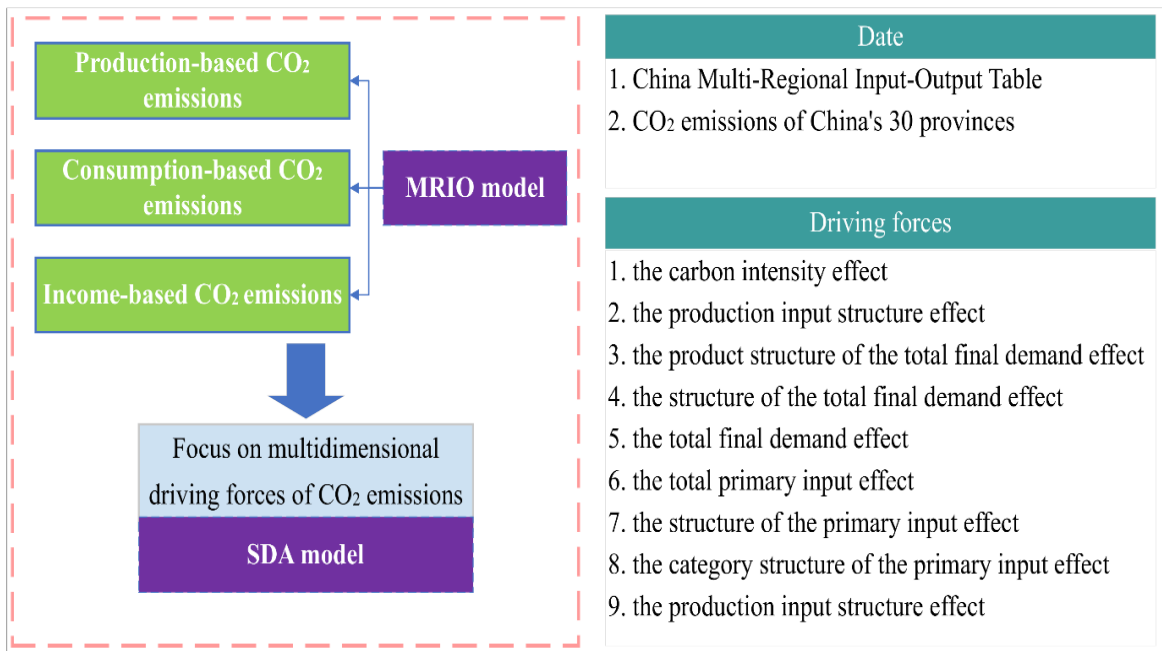 Production-based CO₂
emissions
Consumption-based CO₂
emissions
Income-based CO₂ emissions
MRIO model
Focus on multidimensional
driving forces of CO₂ emissions
SDA model
Date
1. China Multi-Regional Input-Output Table
2. CO₂ emissions of China's 30 provinces
Driving forces
1. the carbon intensity effect
2. the production input structure effect
3. the product structure of the total final demand effect
4. the structure of the total final demand effect
5. the total final demand effect
6. the total primary input effect
7. the structure of the primary input effect
8. the category structure of the primary input effect
9. the production input structure effect